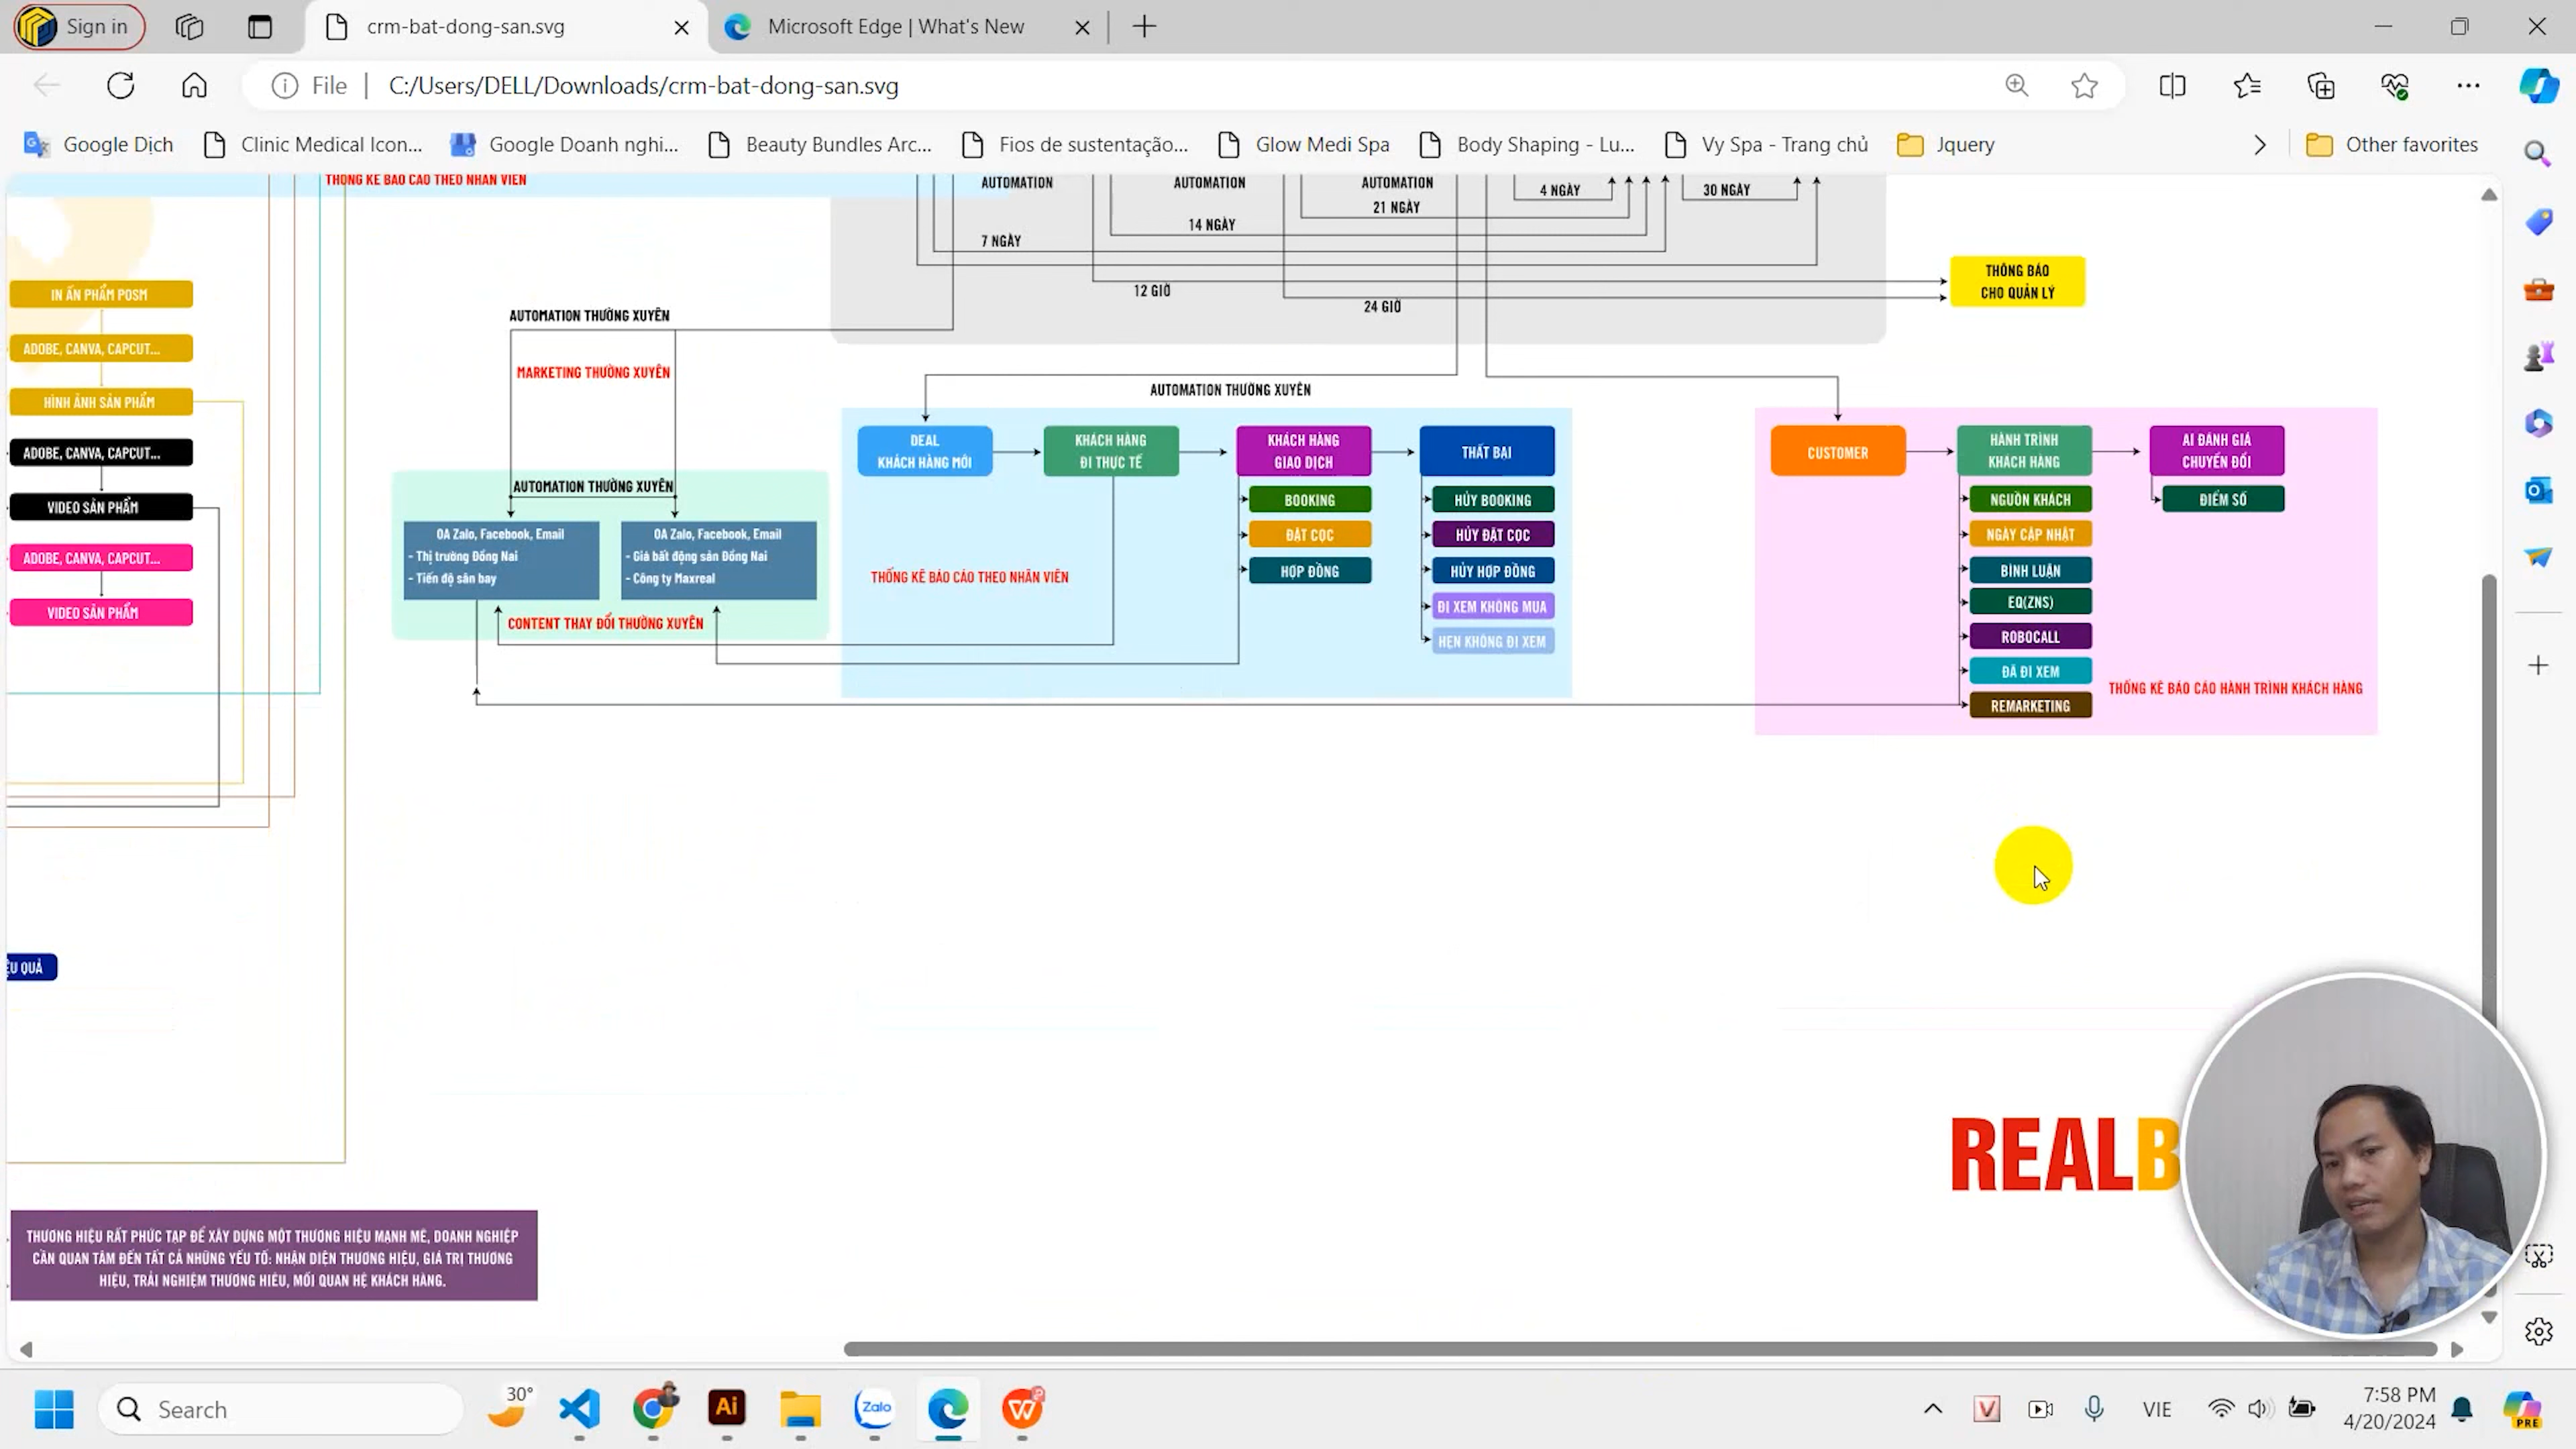 Sign in
crm-bat-dong-san.svg
Microsoft Edge | What's New
File
C:/Users/DELL/Downloads/crm-bat-dong-san.svg
Google Dịch
Clinic Medical Icon...
Google Doanh nghi...
Beauty Bundles Arc...
Fios de sustentação...
Glow Medi Spa
Body Shaping - Lu...
Vy Spa - Trang chủ
Jquery
Other favorites
THỐNG KÊ BÁO CÁO THEO NHÂN VIÊN
AUTOMATION
AUTOMATION
AUTOMATION
4 NGÀY
30 NGÀY
21 NGÀY
14 NGÀY
7 NGÀY
12 GIỜ
24 GIỜ
THÔNG BÁO
CHO QUẢN LÝ
IN ẤN PHẨM POSM
ADOBE, CANVA, CAPCUT...
HÌNH ẢNH SẢN PHẨM
ADOBE, CANVA, CAPCUT...
VIDEO SẢN PHẨM
ADOBE, CANVA, CAPCUT...
VIDEO SẢN PHẨM
AUTOMATION THƯỜNG XUYÊN
MARKETING THƯỜNG XUYÊN
AUTOMATION THƯỜNG XUYÊN
OA Zalo, Facebook, Email
- Thị trường Đồng Nai
- Tiến độ sân bay
OA Zalo, Facebook, Email
- Giá bất động sản Đồng Nai
- Công ty Maxreal
CONTENT THAY ĐỔI THƯỜNG XUYÊN
AUTOMATION THƯỜNG XUYÊN
DEAL
KHÁCH HÀNG MỚI
KHÁCH HÀNG
ĐI THỰC TẾ
KHÁCH HÀNG
GIAO DỊCH
THẤT BẠI
BOOKING
ĐẶT CỌC
HỢP ĐỒNG
HỦY BOOKING
HỦY ĐẶT CỌC
HỦY HỢP ĐỒNG
ĐI XEM KHÔNG MUA
HẸN KHÔNG ĐI XEM
THỐNG KÊ BÁO CÁO THEO NHÂN VIÊN
CUSTOMER
HÀNH TRÌNH
KHÁCH HÀNG
AI ĐÁNH GIÁ
CHUYỂN ĐỔI
NGUỒN KHÁCH
NGÀY CẬP NHẬT
BÌNH LUẬN
EQ(ZNS)
ROBOCALL
ĐÃ ĐI XEM
REMARKETING
ĐIỂM SỐ
THỐNG KÊ BÁO CÁO HÀNH TRÌNH KHÁCH HÀNG
ỆU QUẢ
REALB
THƯƠNG HIỆU RẤT PHỨC TẠP ĐỂ XÂY DỰNG MỘT THƯƠNG HIỆU MẠNH MẼ, DOANH NGHIỆP
CẦN QUAN TÂM ĐẾN TẤT CẢ NHỮNG YẾU TỐ: NHẬN DIỆN THƯƠNG HIỆU, GIÁ TRỊ THƯƠNG
HIỆU, TRẢI NGHIỆM THƯƠNG HIỆU, MỐI QUAN HỆ KHÁCH HÀNG.
Search
30°
Ai
Zalo
VIE
7:58 PM
4/20/2024
PRE